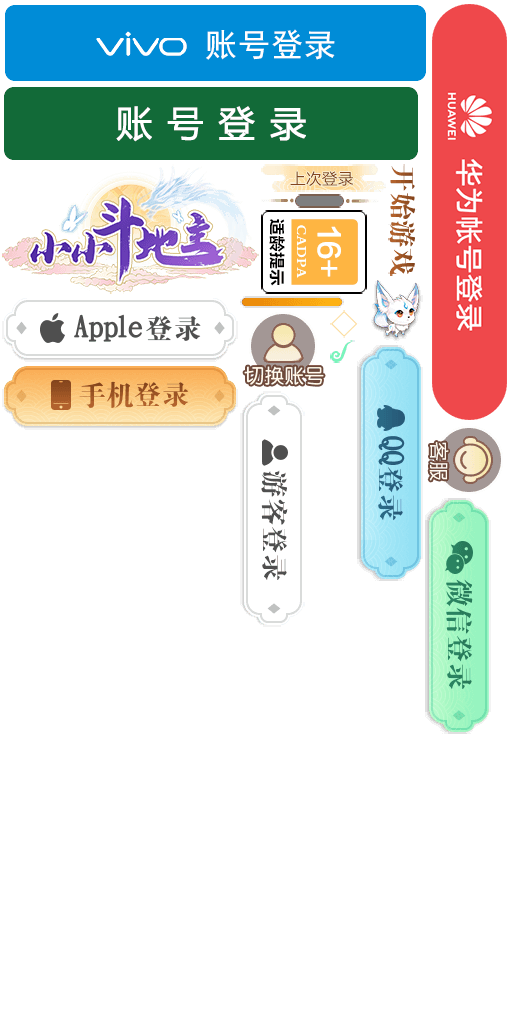 vivo 账号登录
账号登录
上次登录
小小斗地主
16+
CADPA
适龄提示
开始游戏
HUAWEI
华为帐号登录
Apple登录
手机登录
切换账号
客服
游客登录
QQ登录
微信登录